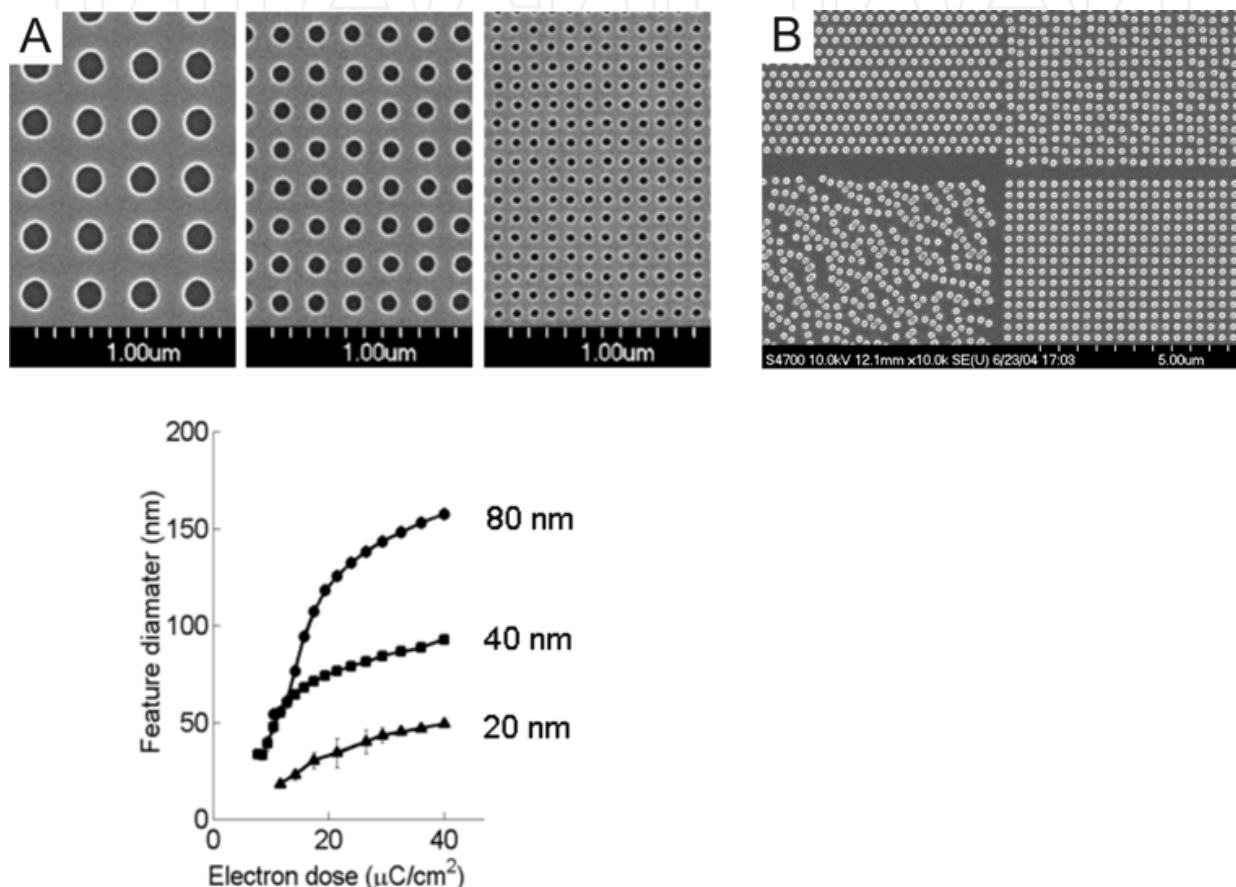 A
B
1.00um
1.00um
1.00um
S4700 10.0kV 12.1mm x10.0k SE(U) 6/23/04 17:03 5.00um
200
150
100
50
0
Feature diamater (nm)
80 nm
40 nm
20 nm
0
20
40
Electron dose (μC/cm²)